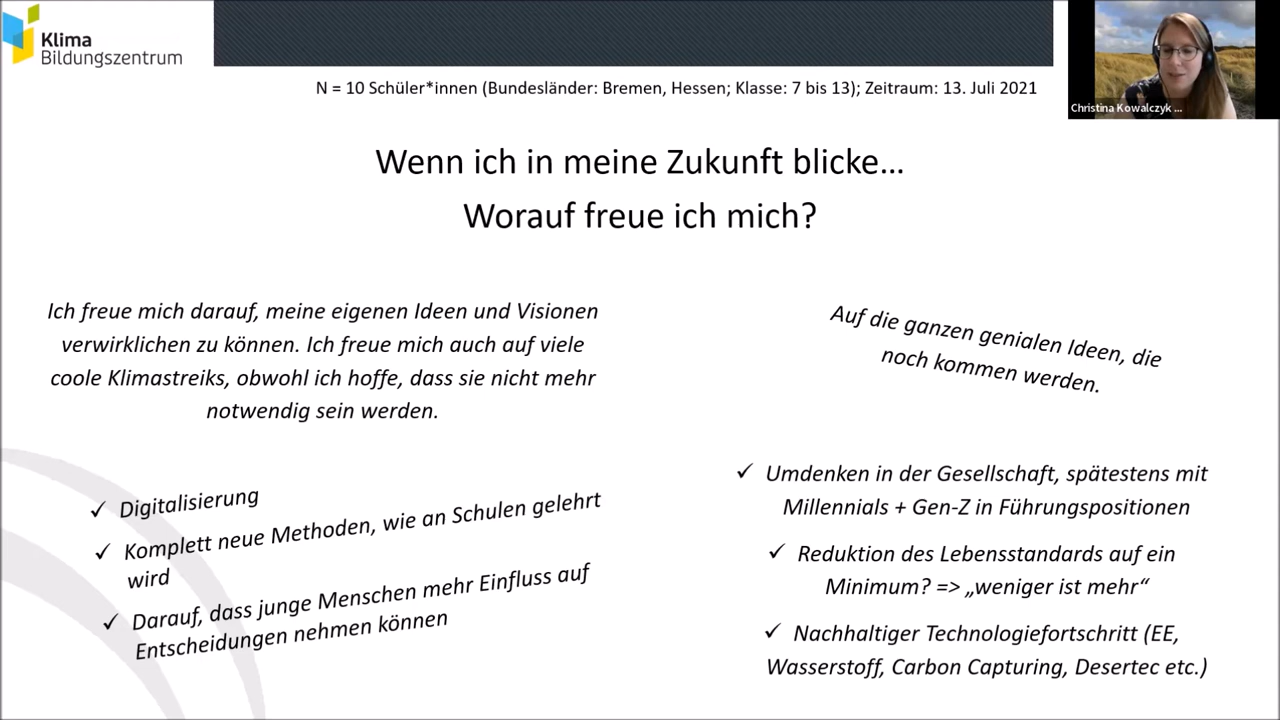 Klima
Bildungszentrum
Christina Kowalczyk ...
N = 10 Schüler*innen (Bundesländer: Bremen, Hessen; Klasse: 7 bis 13); Zeitraum: 13. Juli 2021
Wenn ich in meine Zukunft blicke...
Worauf freue ich mich?
Ich freue mich darauf, meine eigenen Ideen und Visionen
verwirklichen zu können. Ich freue mich auch auf viele
coole Klimastreiks, obwohl ich hoffe, dass sie nicht mehr
notwendig sein werden.
Auf die ganzen genialen Ideen, die
noch kommen werden.
✓ Digitalisierung
✓ Komplett neue Methoden, wie an Schulen gelehrt
wird
✓ Darauf, dass junge Menschen mehr Einfluss auf
Entscheidungen nehmen können
✓ Umdenken in der Gesellschaft, spätestens mit
Millennials + Gen-Z in Führungspositionen
✓ Reduktion des Lebensstandards auf ein
Minimum? => „weniger ist mehr“
✓ Nachhaltiger Technologiefortschritt (EE,
Wasserstoff, Carbon Capturing, Desertec etc.)